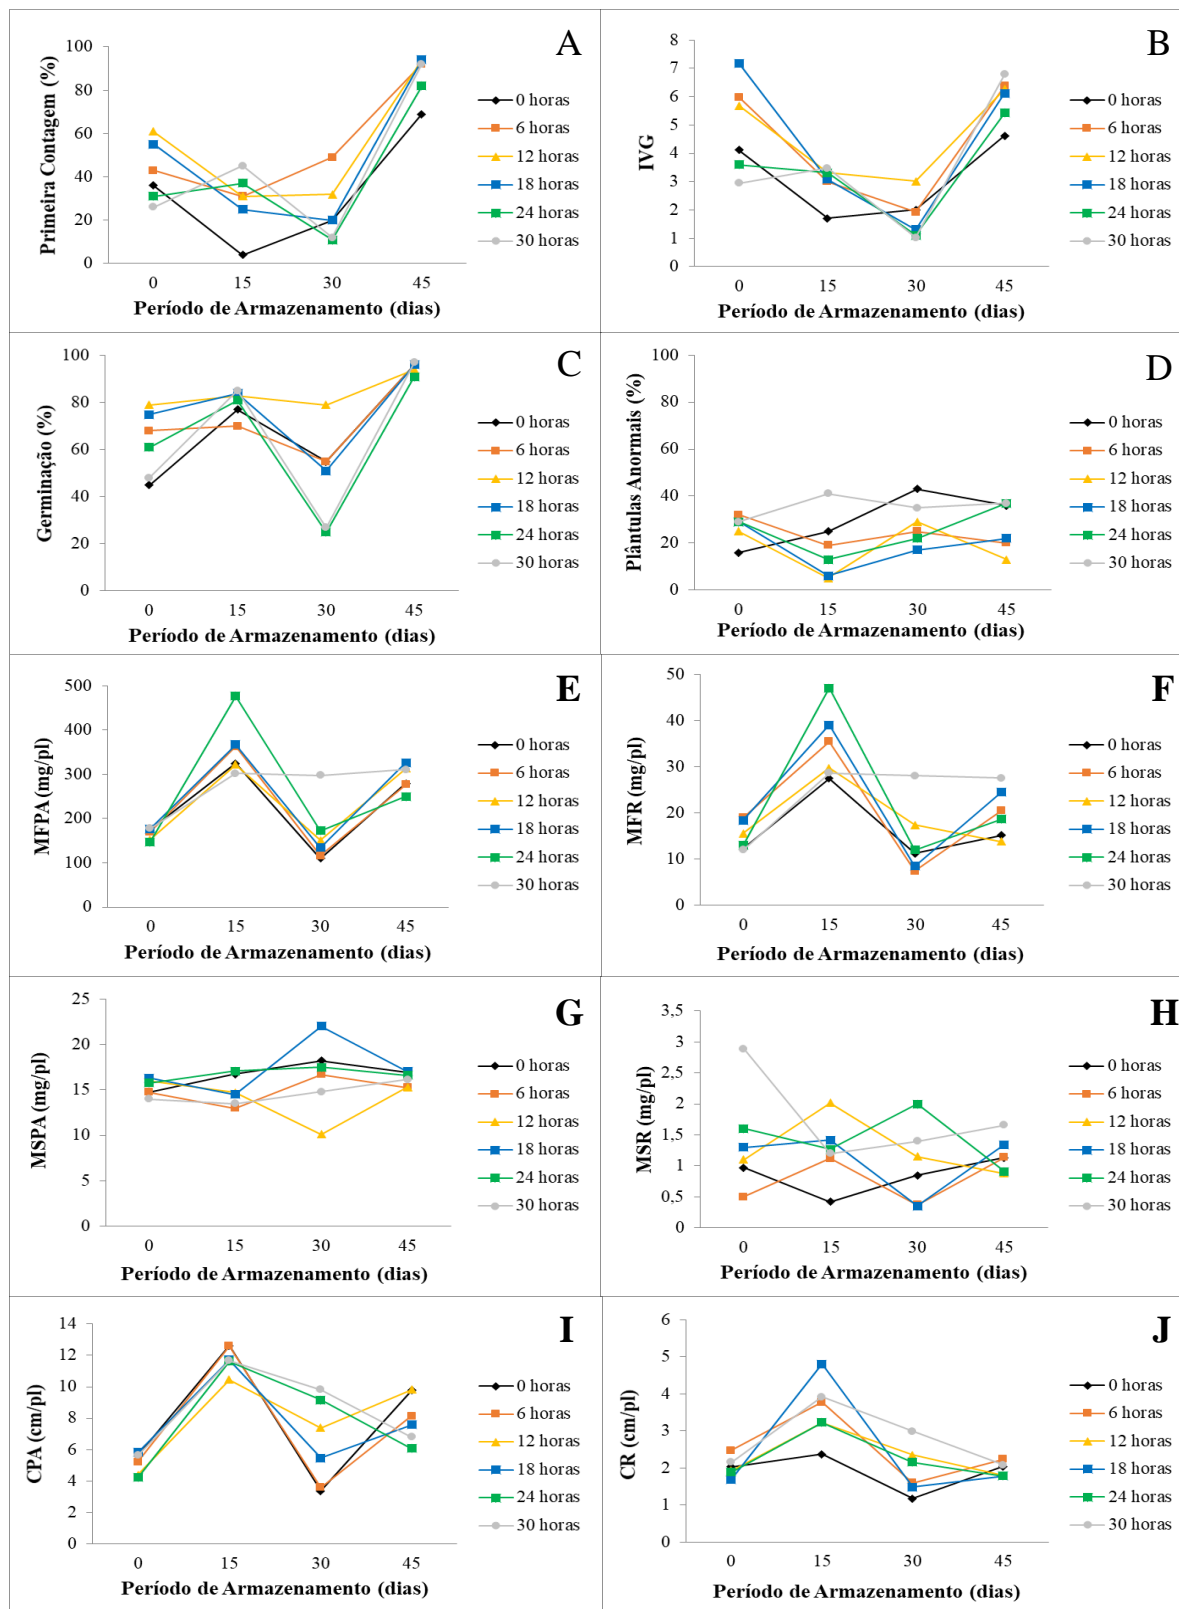 A
Primeira Contagem (%)
100
80
60
40
20
0
0 15 30 45
Período de Armazenamento (dias)
0 horas
6 horas
12 horas
18 horas
24 horas
30 horas
B
IVG
8
7
6
5
4
3
2
1
0
0 15 30 45
Período de Armazenamento (dias)
0 horas
6 horas
12 horas
18 horas
24 horas
30 horas
C
Germinação (%)
100
80
60
40
20
0
0 15 30 45
Período de Armazenamento (dias)
0 horas
6 horas
12 horas
18 horas
24 horas
30 horas
D
Plântulas Anormais (%)
100
80
60
40
20
0
0 15 30 45
Período de Armazenamento (dias)
0 horas
6 horas
12 horas
18 horas
24 horas
30 horas
E
MFPA (mg/pl)
500
400
300
200
100
0
0 15 30 45
Período de Armazenamento (dias)
0 horas
6 horas
12 horas
18 horas
24 horas
30 horas
F
MFR (mg/pl)
50
40
30
20
10
0
0 15 30 45
Período de Armazenamento (dias)
0 horas
6 horas
12 horas
18 horas
24 horas
30 horas
G
MSPA (mg/pl)
25
20
15
10
5
0
0 15 30 45
Período de Armazenamento (dias)
0 horas
6 horas
12 horas
18 horas
24 horas
30 horas
H
MSR (mg/pl)
3,5
3
2,5
2
1,5
1
0,5
0
0 15 30 45
Período de Armazenamento (dias)
0 horas
6 horas
12 horas
18 horas
24 horas
30 horas
I
CPA (cm/pl)
14
12
10
8
6
4
2
0
0 15 30 45
Período de Armazenamento (dias)
0 horas
6 horas
12 horas
18 horas
24 horas
30 horas
J
CR (cm/pl)
6
5
4
3
2
1
0
0 15 30 45
Período de Armazenamento (dias)
0 horas
6 horas
12 horas
18 horas
24 horas
30 horas